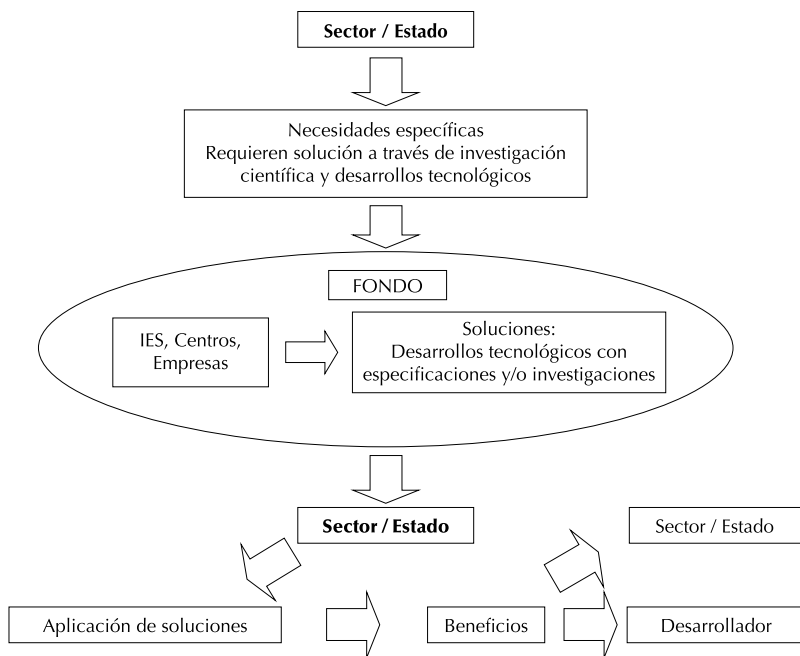 Sector / Estado
Necesidades específicas
Requieren solución a través de investigación
científica y desarrollos tecnológicos
FONDO
IES, Centros,
Empresas
Soluciones:
Desarrollos tecnológicos con
especificaciones y/o investigaciones
Sector / Estado
Sector / Estado
Aplicación de soluciones
Beneficios
Desarrollador